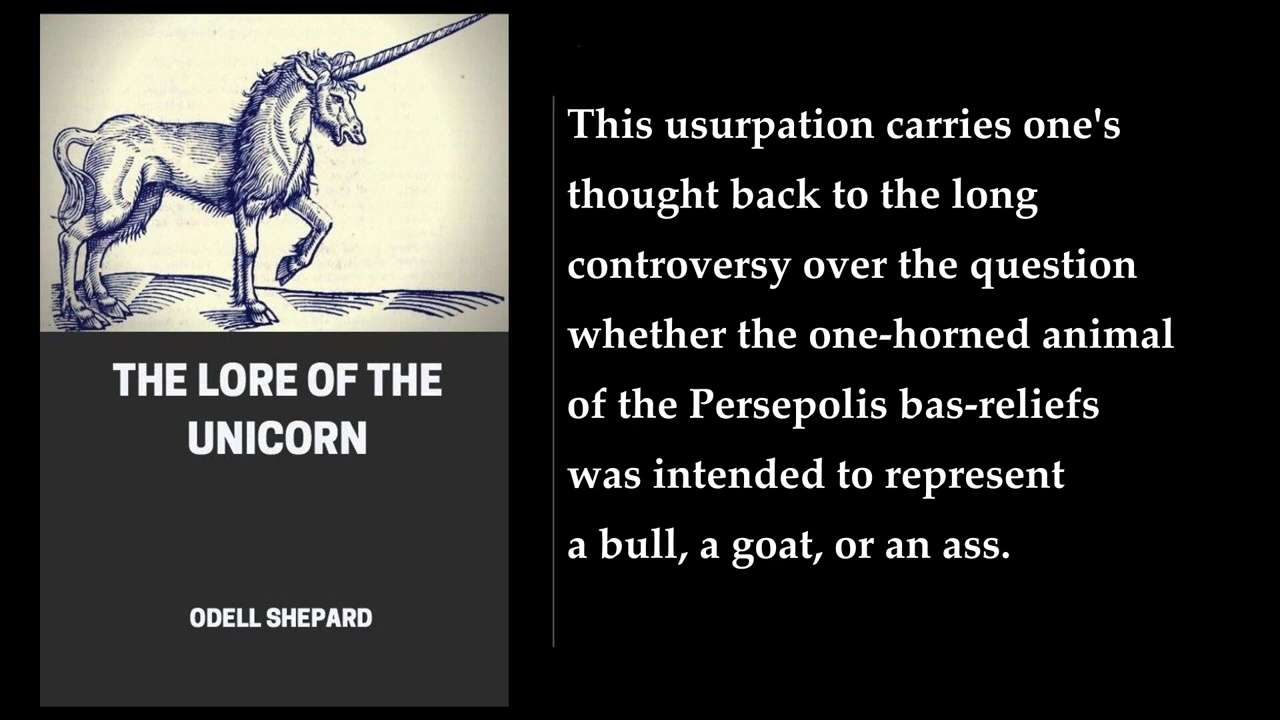 THE LORE OF THE
UNICORN
ODELL SHEPARD
This usurpation carries one's
thought back to the long
controversy over the question
whether the one-horned animal
of the Persepolis bas-reliefs
was intended to represent
a bull, a goat, or an ass.